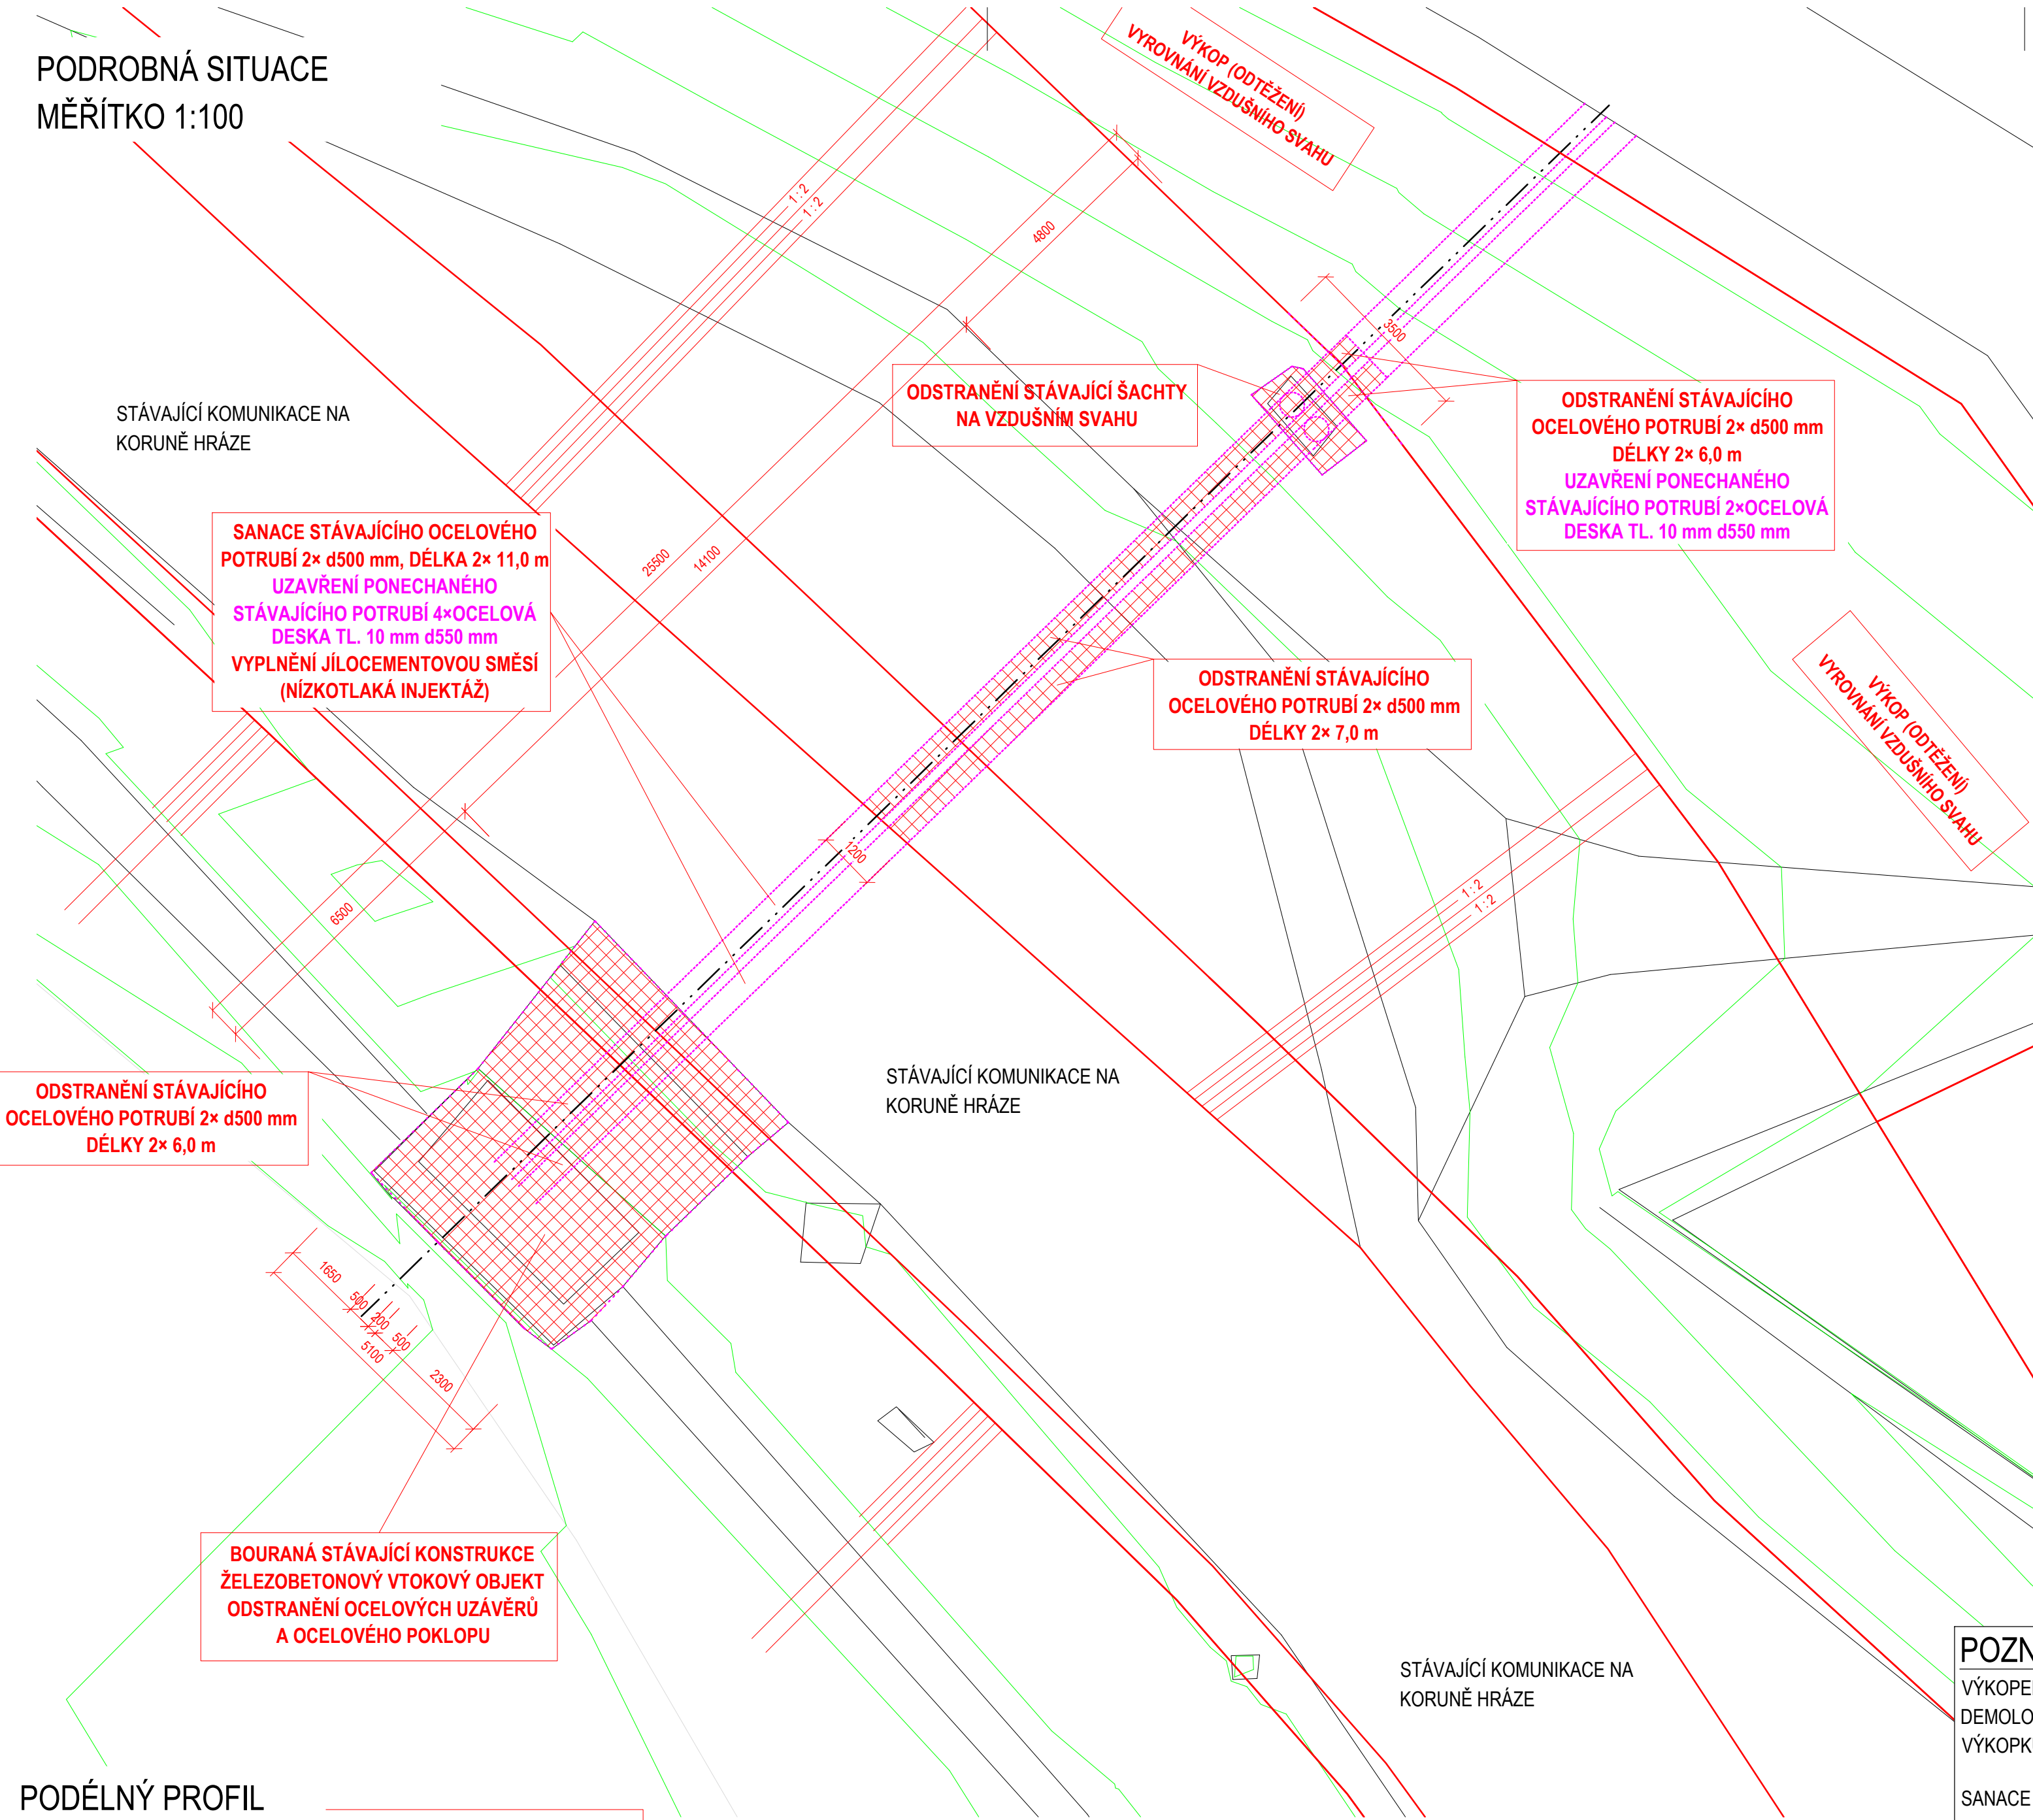 PODROBNÁ SITUACE
MĚŘÍTKO 1:100
VÝKOP (ODTĚŽENÍ)
VYROVNÁNÍ VZDUŠNÍHO SVAHU
1:2
1:2
4800
3500
STÁVAJÍCÍ KOMUNIKACE NA
KORUNĚ HRÁZE
ODSTRANĚNÍ STÁVAJÍCÍ ŠACHTY
NA VZDUŠNÍM SVAHU
ODSTRANĚNÍ STÁVAJÍCÍHO
OCELOVÉHO POTRUBÍ 2× d500 mm
DÉLKY 2× 6,0 m
UZAVŘENÍ PONECHANÉHO
STÁVAJÍCÍHO POTRUBÍ 2×OCELOVÁ
DESKA TL. 10 mm d550 mm
SANACE STÁVAJÍCÍHO OCELOVÉHO
POTRUBÍ 2× d500 mm, DÉLKA 2× 11,0 m
UZAVŘENÍ PONECHANÉHO
STÁVAJÍCÍHO POTRUBÍ 4×OCELOVÁ
DESKA TL. 10 mm d550 mm
VYPLNĚNÍ JÍLOCEMENTOVOU SMĚSÍ
(NÍZKOTLAKÁ INJEKTÁŽ)
25500
14100
ODSTRANĚNÍ STÁVAJÍCÍHO
OCELOVÉHO POTRUBÍ 2× d500 mm
DÉLKY 2× 7,0 m
VÝKOP (ODTĚŽENÍ)
VYROVNÁNÍ VZDUŠNÍHO SVAHU
1200
6500
1:2
1:2
STÁVAJÍCÍ KOMUNIKACE NA
KORUNĚ HRÁZE
ODSTRANĚNÍ STÁVAJÍCÍHO
OCELOVÉHO POTRUBÍ 2× d500 mm
DÉLKY 2× 6,0 m
1650
500
200
500
5100
2300
BOURANÁ STÁVAJÍCÍ KONSTRUKCE
ŽELEZOBETONOVÝ VTOKOVÝ OBJEKT
ODSTRANĚNÍ OCELOVÝCH UZÁVĚRŮ
A OCELOVÉHO POKLOPU
STÁVAJÍCÍ KOMUNIKACE NA
KORUNĚ HRÁZE
POZN
VÝKOPE
DEMOLO
VÝKOPK
SANACE
PODÉLNÝ PROFIL